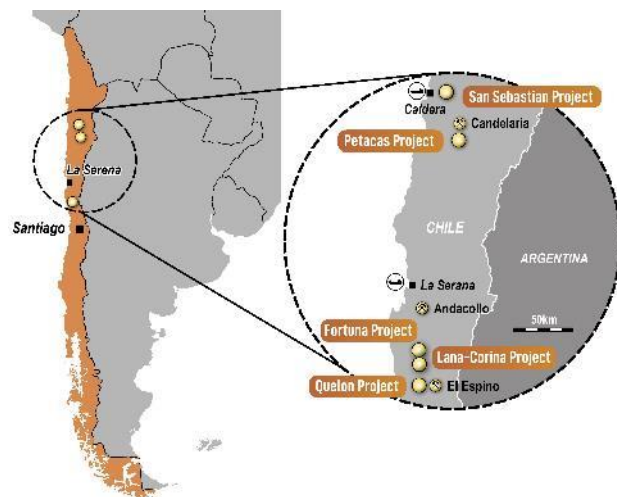 La Serena
Santiago
San Sebastian Project
Caldera
Candelaria
Petacas Project
CHILE
ARGENTINA
La Serana
Andacollo
50km
Fortuna Project
Lana-Corina Project
Quelon Project
El Espino